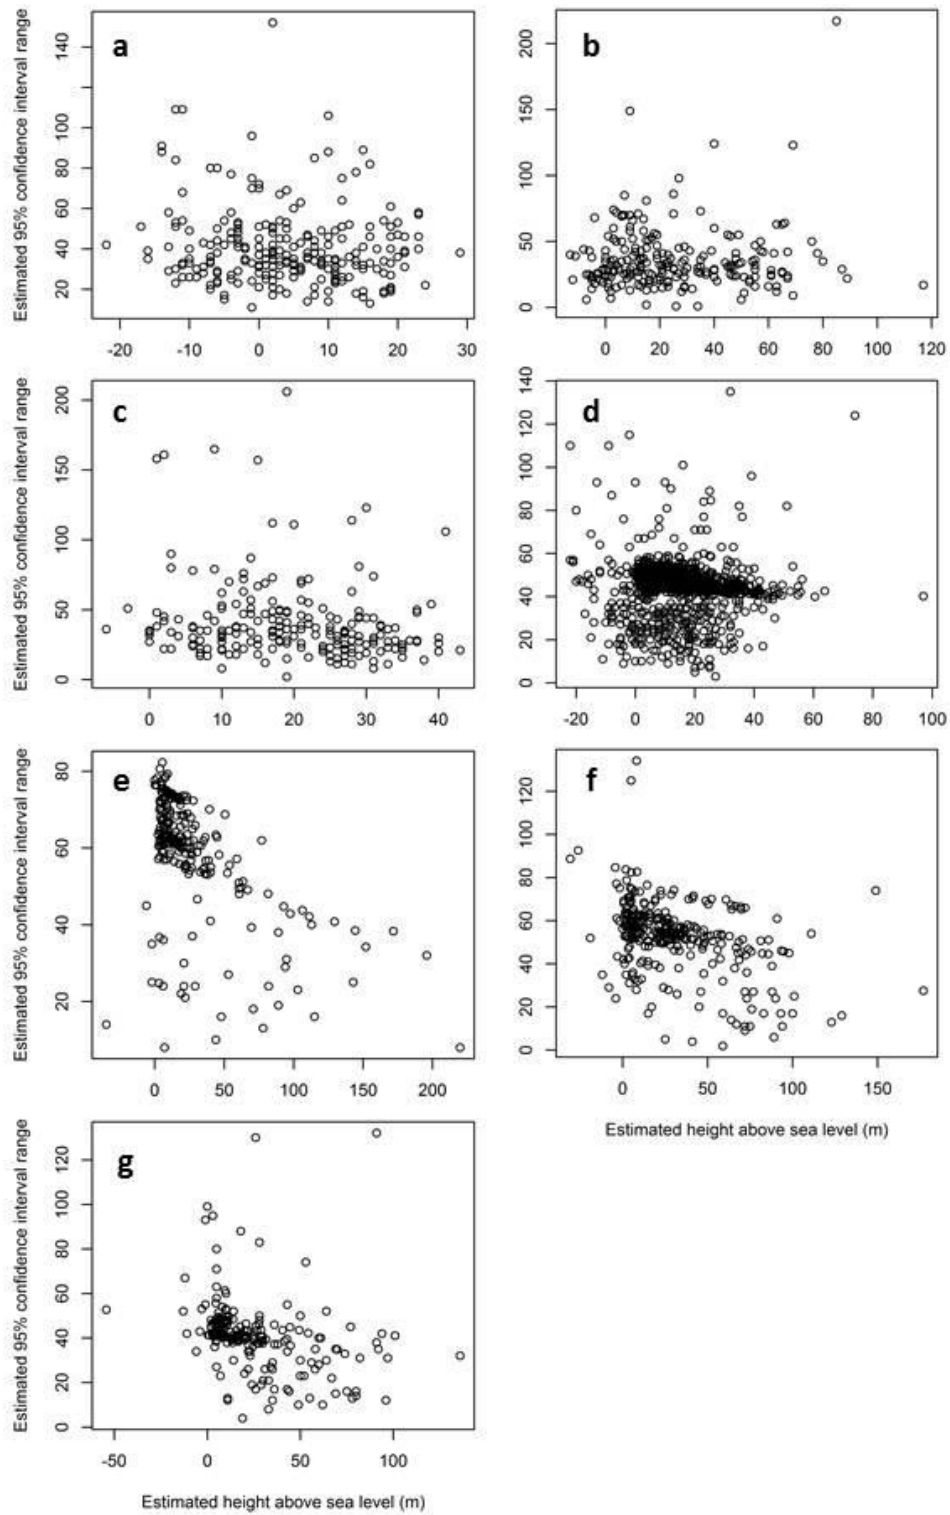 Estimated 95% confidence interval range
a
20 40 60 80 100 140
-20 -10 0 10 20 30
b
0 50 100 150 200
0 20 40 60 80 100 120
Estimated 95% confidence interval range
c
0 50 100 150 200
0 10 20 30 40
d
0 20 40 60 80 100 120 140
-20 0 20 40 60 80 100
Estimated 95% confidence interval range
e
20 40 60 80
0 50 100 150 200
f
0 20 40 60 80 100 120
0 50 100 150
Estimated height above sea level (m)
Estimated 95% confidence interval range
g
0 20 40 60 80 100 120
-50 0 50 100
Estimated height above sea level (m)